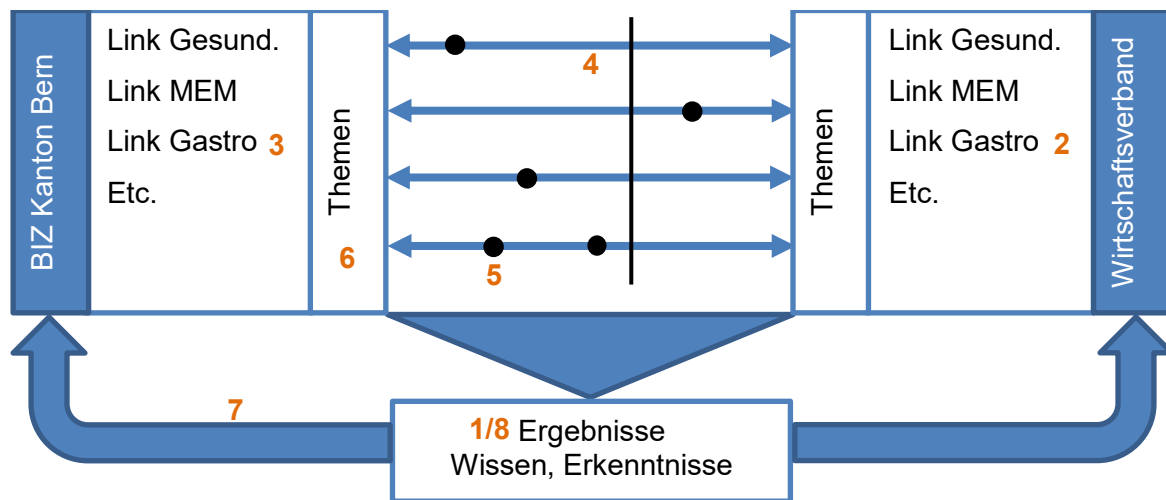 BIZ Kanton Bern
Link Gesund.
Link MEM
Link Gastro 3
Etc.
Themen
6
4
5
Themen
Link Gesund.
Link MEM
Link Gastro 2
Etc.
Wirtschaftsverband
7
1/8 Ergebnisse
Wissen, Erkenntnisse